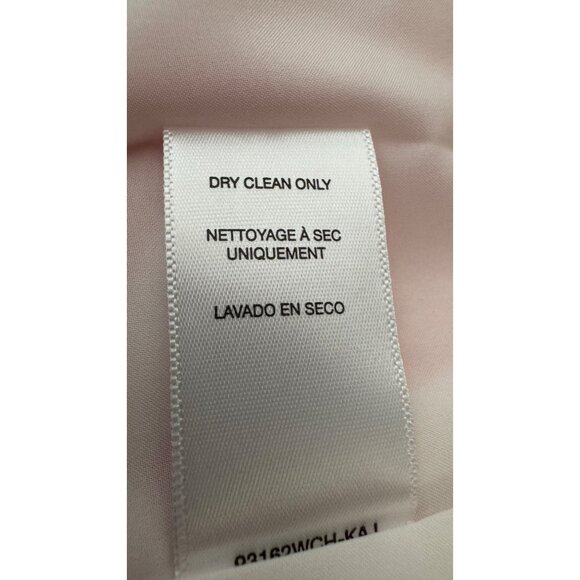 DRY CLEAN ONLY
NETTOYAGE À SEC
UNIQUEMENT
LAVADO EN SECO